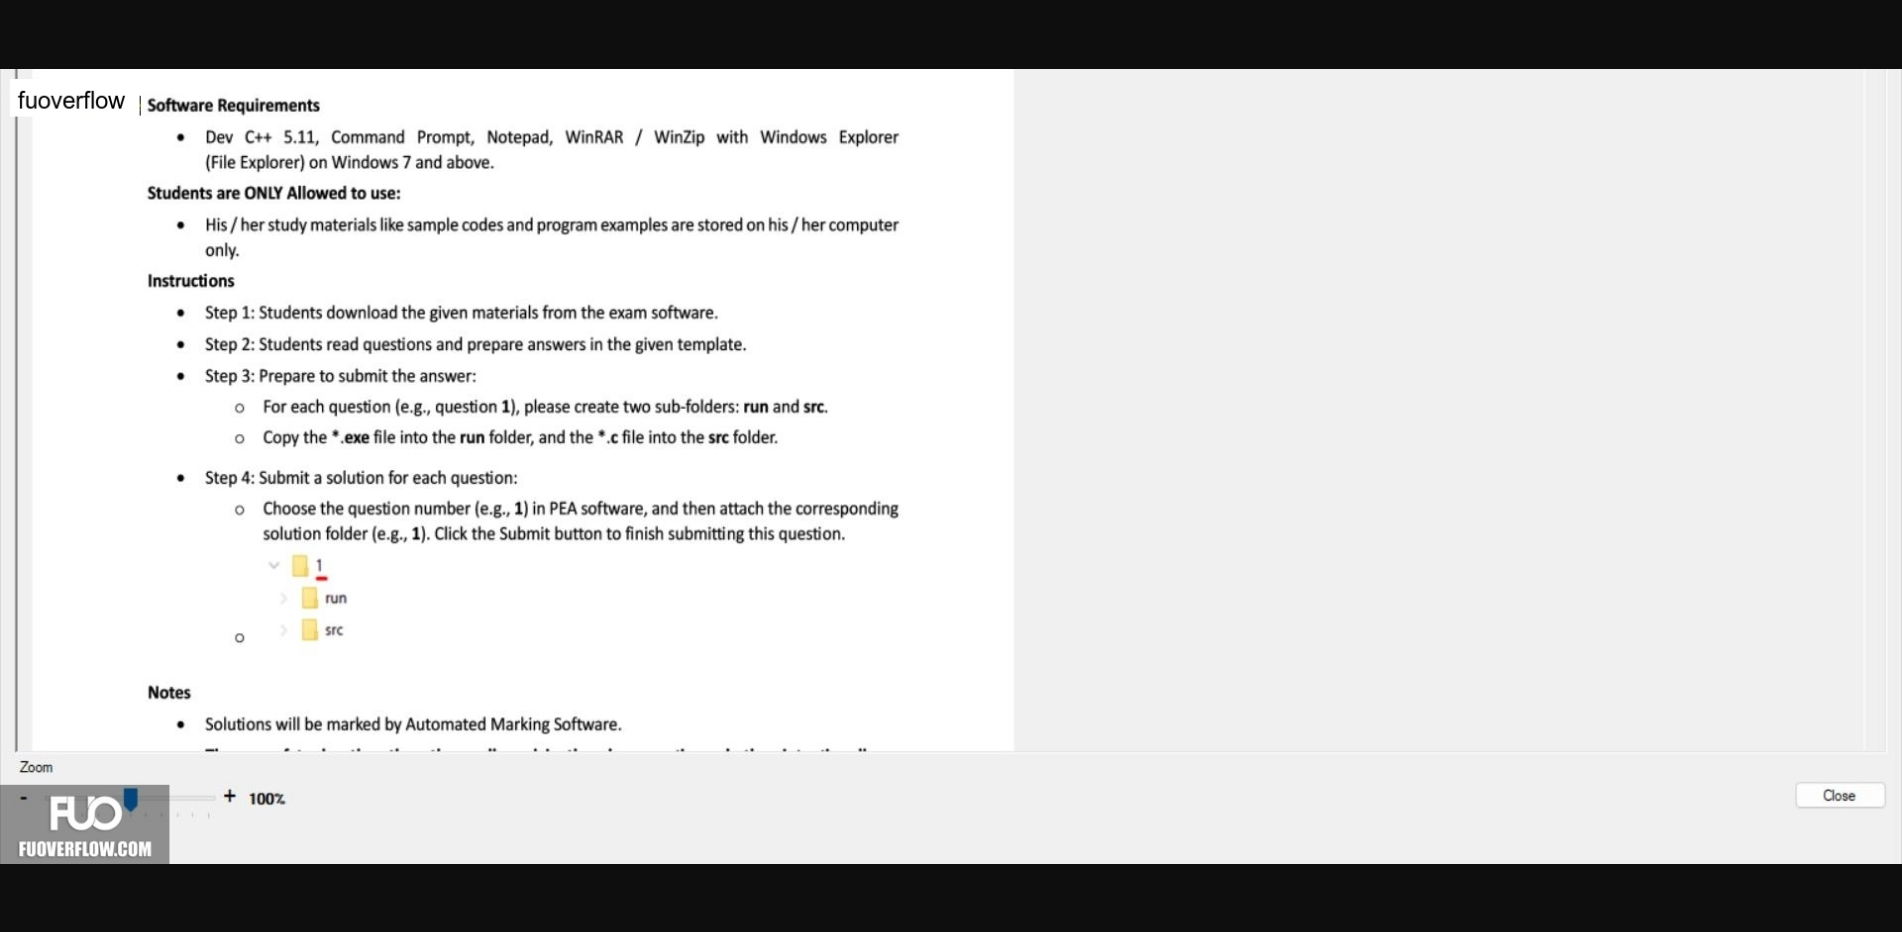 fuoverflow
Software Requirements
• Dev C++ 5.11, Command Prompt, Notepad, WinRAR / WinZip with Windows Explorer
(File Explorer) on Windows 7 and above.
Students are ONLY Allowed to use:
• His / her study materials like sample codes and program examples are stored on his / her computer
only.
Instructions
• Step 1: Students download the given materials from the exam software.
• Step 2: Students read questions and prepare answers in the given template.
• Step 3: Prepare to submit the answer:
o For each question (e.g., question 1), please create two sub-folders: run and src.
o Copy the *.exe file into the run folder, and the *.c file into the src folder.
• Step 4: Submit a solution for each question:
o Choose the question number (e.g., 1) in PEA software, and then attach the corresponding
solution folder (e.g., 1). Click the Submit button to finish submitting this question.
1
run
o src
Notes
• Solutions will be marked by Automated Marking Software.
Zoom
- + 100%
Close
FUO
FUOVERFLOW.COM